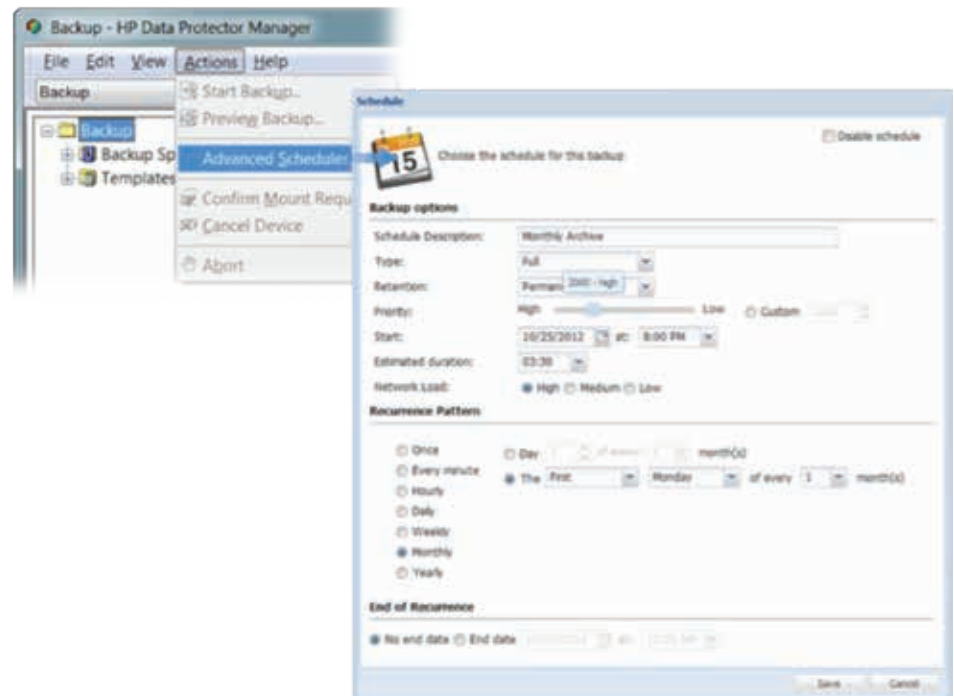 Backup - HP Data Protector Manager
File Edit View Actions Help
Backup
Start Backup...
Preview Backup...
Backup
Backup Sp
Advanced Scheduler
Templates
Confirm Mount Requ
Cancel Device
Abort
Schedule
15
Choose the schedule for this backup
Disable schedule
Backup options
Schedule Description: Monthly Archive
Type: Full
Retention: Perman
2000 - high
Priority: High Low Custom
Start: 10/25/2012 at: 8:00 PM
Estimated duration: 03:30
Network Load: High Medium Low
Recurrence Pattern
Once
Every minute
Hourly
Daily
Weekly
Monthly
Yearly
Day of every month(s)
The First Monday of every 1 month(s)
End of Recurrence
No end date End date
Save Cancel